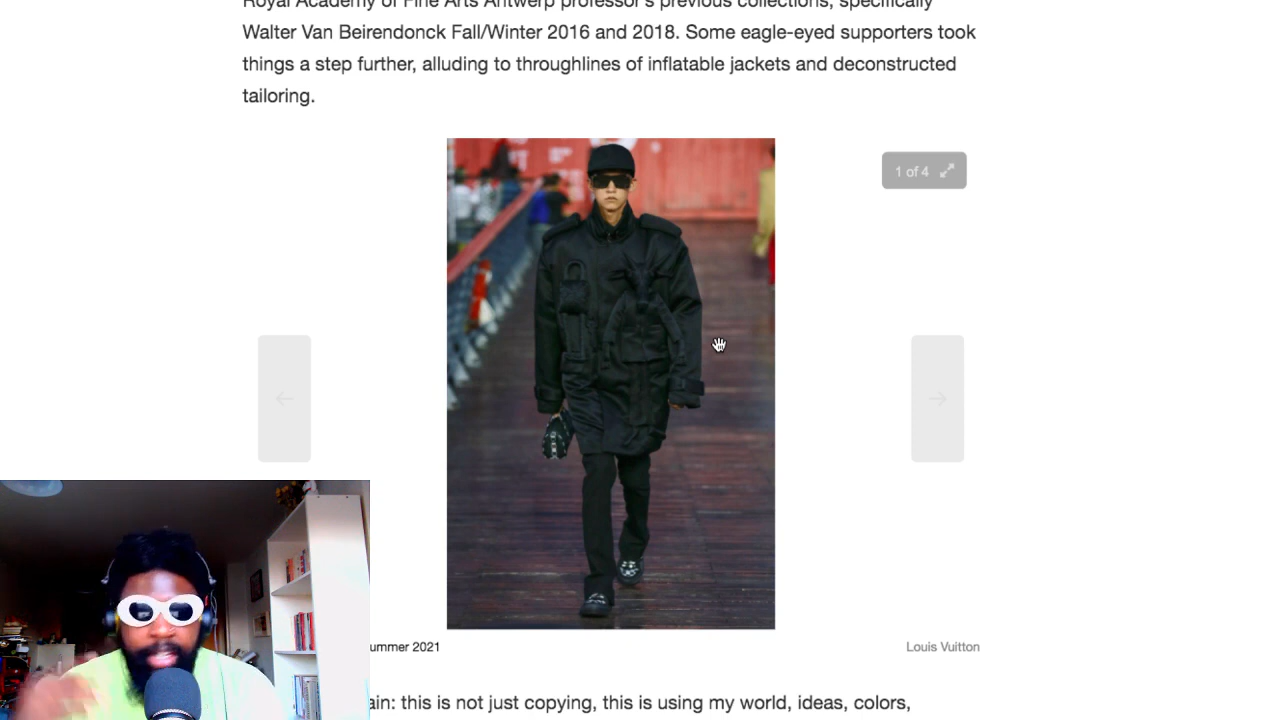 Royal Academy of Fine Arts Antwerp professor's previous collections, specifically
Walter Van Beirendonck Fall/Winter 2016 and 2018. Some eagle-eyed supporters took
things a step further, alluding to throughlines of inflatable jackets and deconstructed
tailoring.
1 of 4
ummer 2021
Louis Vuitton
ain: this is not just copying, this is using my world, ideas, colors,